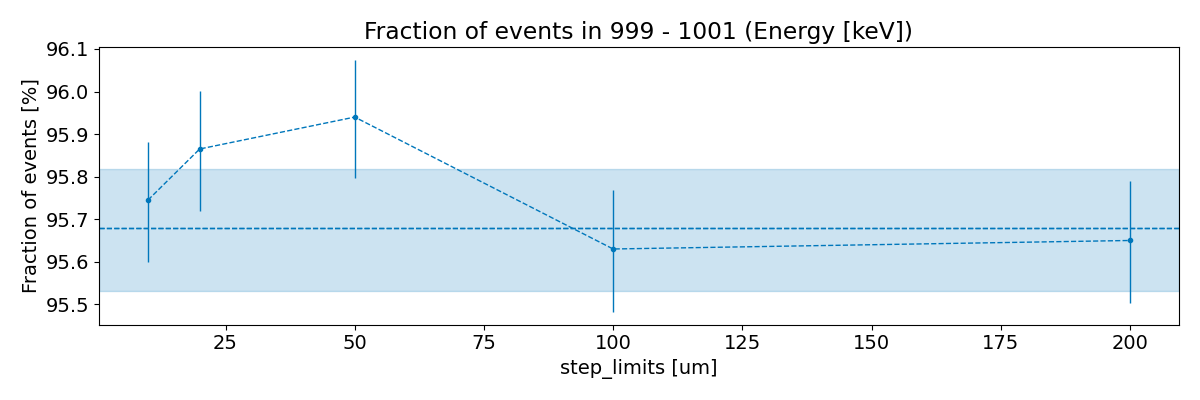 Fraction of events in 999 - 1001 (Energy [keV])
Fraction of events [%]
96.1
96.0
95.9
95.8
95.7
95.6
95.5
25 50 75 100 125 150 175 200
step_limits [um]